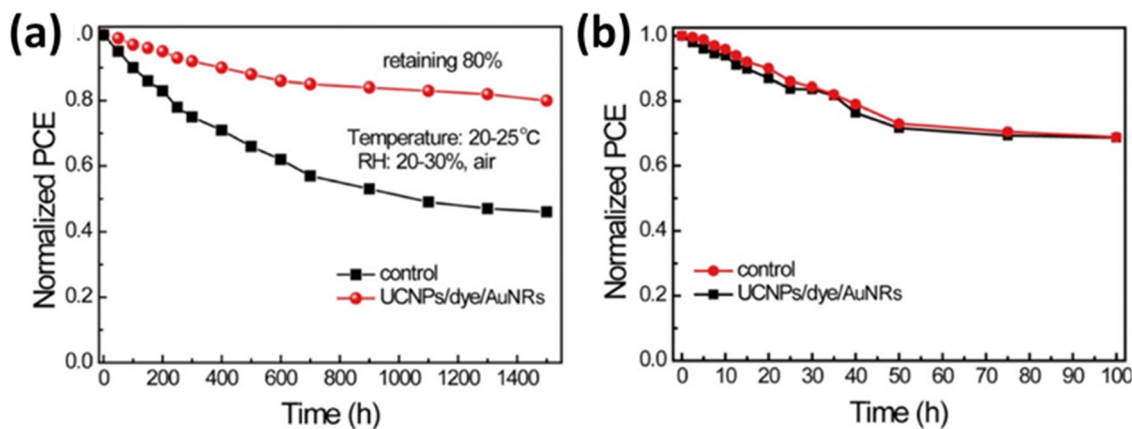 (a)
Normalized PCE
.0
0.8
0.6
0.4
0.2
0.0
retaining 80%
Temperature: 20-25°C
RH: 20-30%, air
control
UCNPs/dye/AuNRs
0 200 400 600 800 1000 1200 1400
Time (h)
(b)
Normalized PCE
1.0
0.8
0.6
0.4
0.2
0.0
control
UCNPs/dye/AuNRs
0 10 20 30 40 50 60 70 80 90 100
Time (h)